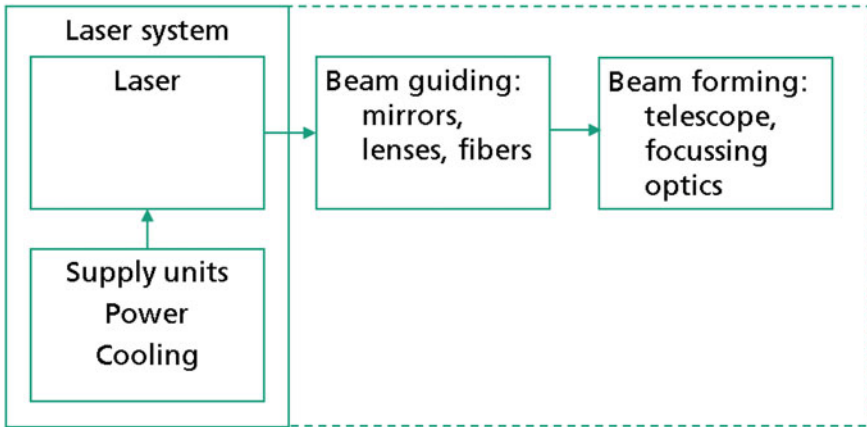 Laser system
Laser
Supply units
Power
Cooling
Beam guiding:
mirrors,
lenses, fibers
Beam forming:
telescope,
focussing
optics